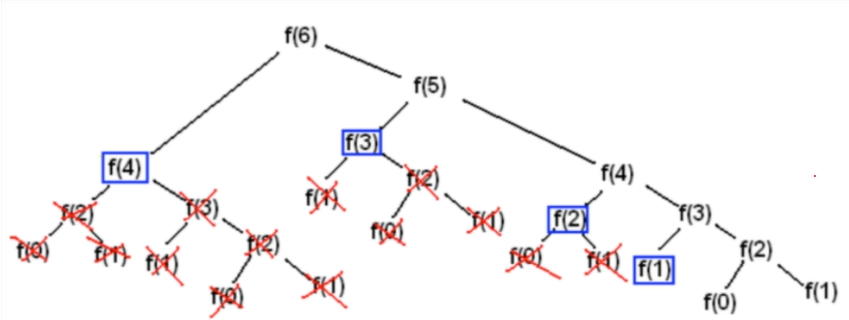 f(6)
f(5)
f(3)
f(4) f(4)
f(2)
f(1)
f(2) f(3) f(2) f(3)
f(0) f(1)
f(0) f(1) f(1) f(2) f(0) f(1) f(1) f(2)
f(0) f(1) f(0) f(1)